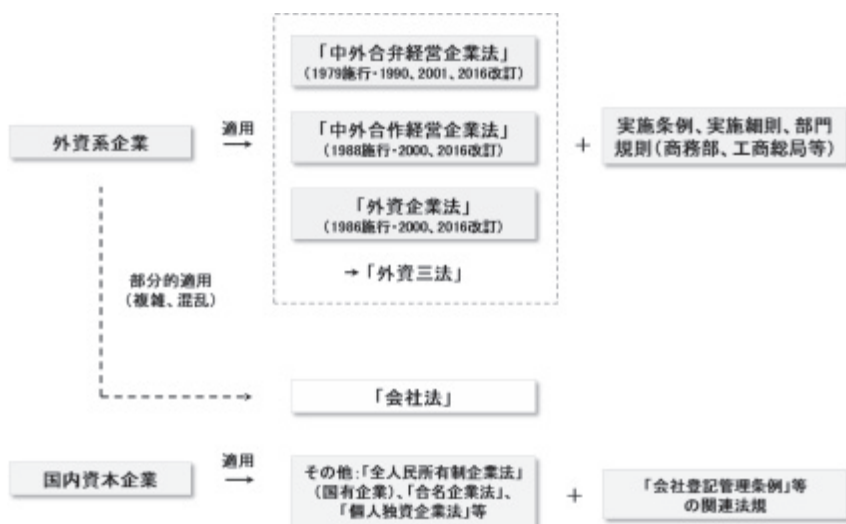 「中外合弁経営企業法」
(1979施行・1990、2001、2016改訂)
外資系企業
適用
「中外合作経営企業法」
(1988施行・2000、2016改訂)
+
実施条例、実施細則、部門
規則(商務部、工商総局等)
「外資企業法」
(1986施行・2000、2016改訂)
→「外資三法」
部分的適用
(複雑、混乱)
「会社法」
国内資本企業
適用
その他:「全人民所有制企業法」
(国有企業)、「合名企業法」、
「個人独資企業法」等
+
「会社登記管理条例」等
の関連法規